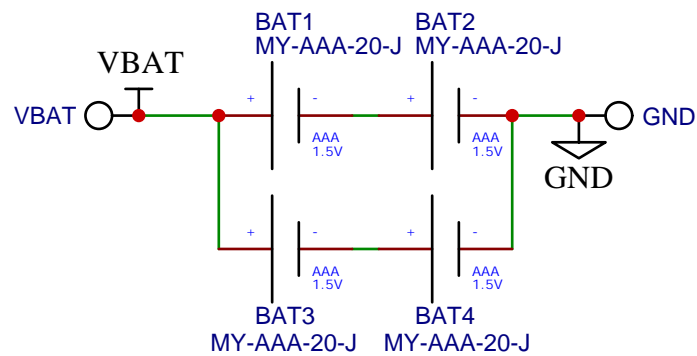 BAT1
BAT2
MY-AAA-20-J
MY-AAA-20-J
VBAT
VBAT
+
-
+
-
GND
AAA
1.5V
AAA
1.5V
GND
+
-
+
-
AAA
1.5V
AAA
1.5V
BAT3
BAT4
MY-AAA-20-J
MY-AAA-20-J